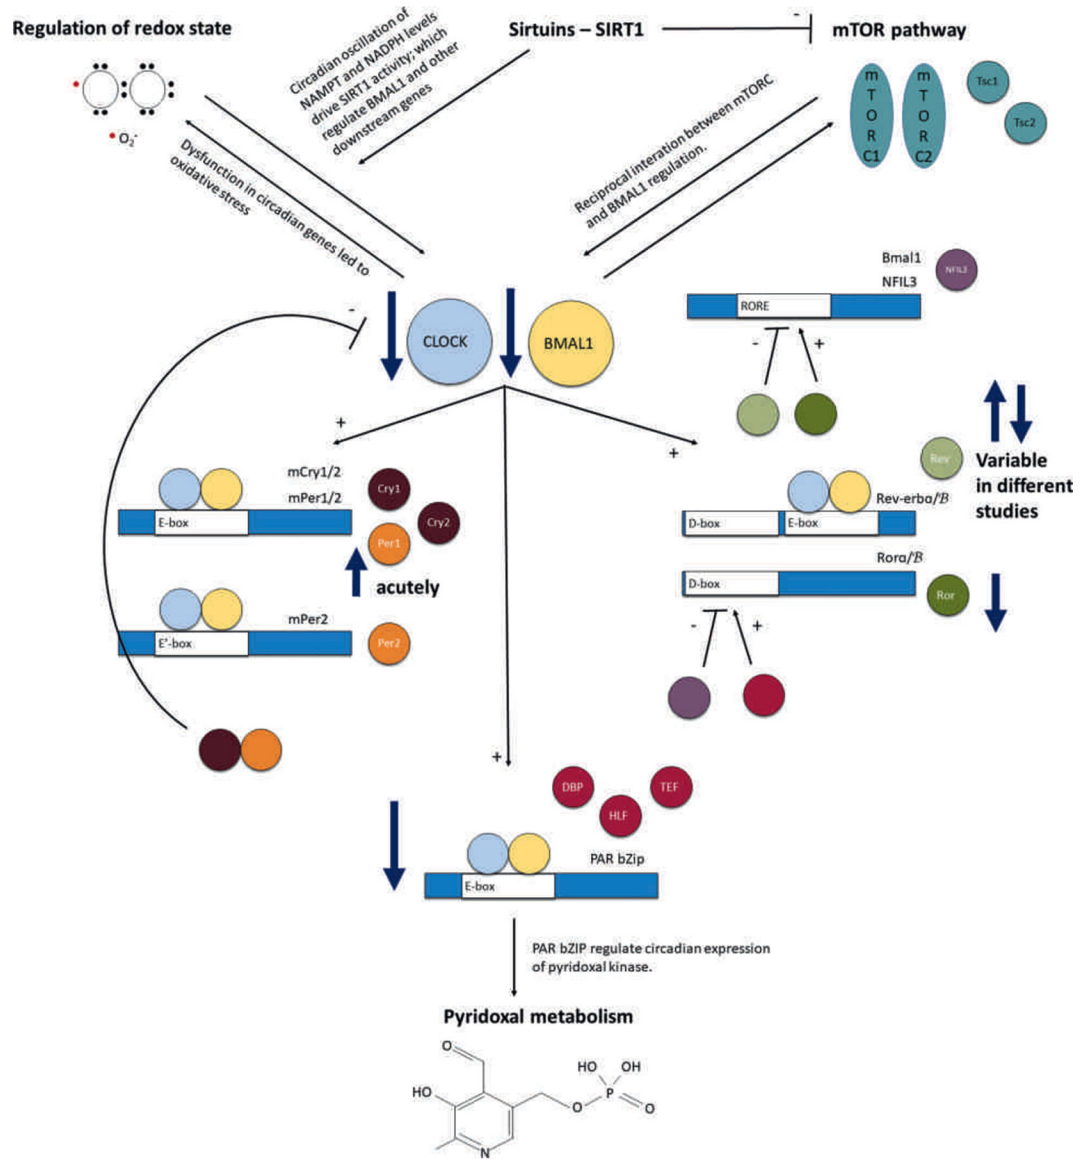 Regulation of redox state
Sirtuins – SIRT1
-
mTOR pathway
Circadian oscillation of
NAMPT and NADPH levels
drive SIRT1 activity; which
regulate BMAL1 and other
downstream genes
•O₂•
Dysfunction in circadian genes led to
oxidative stress
Reciprocal interation between mTORC
and BMAL1 regulation.
mTORC1
mTORC2
Tsc1
Tsc2
Bmal1
NFIL3
NFIL3
RORE
-
+
-
CLOCK
BMAL1
+
+
mCry1/2
mPer1/2
E-box
Cry1
Cry2
Per1
acutely
mPer2
E'-box
Per2
Rev
Variable
in different
studies
Rev-erbα/ℬ
D-box
E-box
Rorα/ℬ
D-box
Ror
-
+
+
DBP
HLF
TEF
PAR bZip
E-box
PAR bZIP regulate circadian expression
of pyridoxal kinase.
Pyridoxal metabolism
O
HO
N
O
HO
OH
P
O